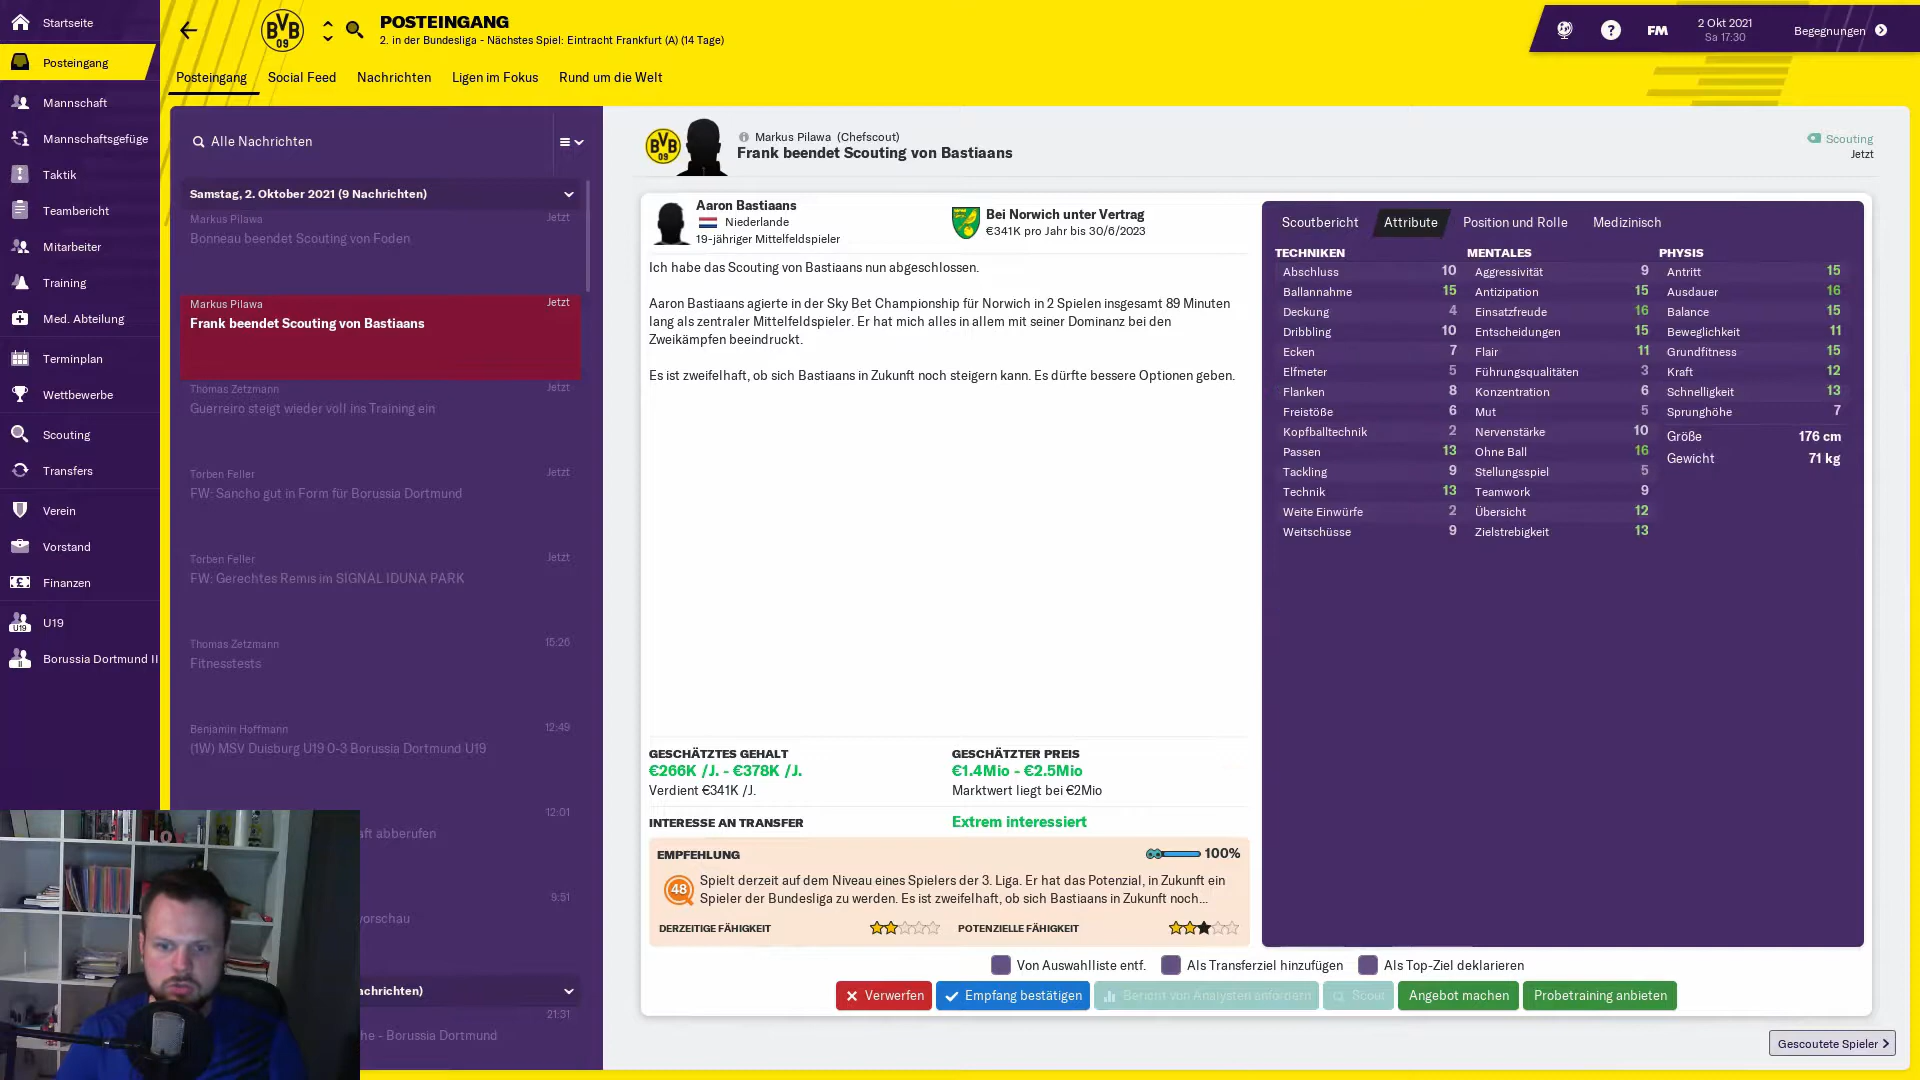 Startseite
Posteingang
Mannschaft
Mannschaftsgefüge
Taktik
Teambericht
Mitarbeiter
Training
Med. Abteilung
Terminplan
Wettbewerbe
Scouting
Transfers
Verein
Vorstand
Finanzen
U19
U19
Borussia Dortmund II
BVB
09
POSTEINGANG
2. in der Bundesliga - Nächstes Spiel: Eintracht Frankfurt (A) (14 Tage)
FM
2 Okt 2021
Sa 17:30
Begegnungen
Posteingang
Social Feed
Nachrichten
Ligen im Fokus
Rund um die Welt
Alle Nachrichten
Samstag, 2. Oktober 2021 (9 Nachrichten)
Markus Pilawa Jetzt
Bonneau beendet Scouting von Foden
Markus Pilawa Jetzt
Frank beendet Scouting von Bastiaans
Thomas Zetzmann Jetzt
Guerreiro steigt wieder voll ins Training ein
Torben Feller Jetzt
FW: Sancho gut in Form für Borussia Dortmund
Torben Feller Jetzt
FW: Gerechtes Remis im SIGNAL IDUNA PARK
Thomas Zetzmann 15:26
Fitnesstests
Benjamin Hoffmann 12:49
(1W) MSV Duisburg U19 0-3 Borussia Dortmund U19
12:01
aft abberufen
9:51
vorschau
achrichten)
21:31
he - Borussia Dortmund
BVB
09
Markus Pilawa (Chefscout)
Frank beendet Scouting von Bastiaans
Scouting
Jetzt
Aaron Bastiaans
Niederlande
19-jähriger Mittelfeldspieler
Bei Norwich unter Vertrag
€341K pro Jahr bis 30/6/2023
Ich habe das Scouting von Bastiaans nun abgeschlossen.
Aaron Bastiaans agierte in der Sky Bet Championship für Norwich in 2 Spielen insgesamt 89 Minuten
lang als zentraler Mittelfeldspieler. Er hat mich alles in allem mit seiner Dominanz bei den
Zweikämpfen beeindruckt.
Es ist zweifelhaft, ob sich Bastiaans in Zukunft noch steigern kann. Es dürfte bessere Optionen geben.
GESCHÄTZTES GEHALT
€266K /J. - €378K /J.
Verdient €341K /J.
GESCHÄTZTER PREIS
€1.4Mio - €2.5Mio
Marktwert liegt bei €2Mio
INTERESSE AN TRANSFER
Extrem interessiert
EMPFEHLUNG 100%
48
Spielt derzeit auf dem Niveau eines Spielers der 3. Liga. Er hat das Potenzial, in Zukunft ein
Spieler der Bundesliga zu werden. Es ist zweifelhaft, ob sich Bastiaans in Zukunft noch...
DERZEITIGE FÄHIGKEIT
POTENZIELLE FÄHIGKEIT
Scoutbericht
Attribute
Position und Rolle
Medizinisch
TECHNIKEN
Abschluss 10
Ballannahme 15
Deckung 4
Dribbling 10
Ecken 7
Elfmeter 5
Flanken 8
Freistöße 6
Kopfballtechnik 2
Passen 13
Tackling 9
Technik 13
Weite Einwürfe 2
Weitschüsse 9
MENTALES
Aggressivität 9
Antizipation 15
Einsatzfreude 16
Entscheidungen 15
Flair 11
Führungsqualitäten 3
Konzentration 6
Mut 5
Nervenstärke 10
Ohne Ball 16
Stellungsspiel 5
Teamwork 9
Übersicht 12
Zielstrebigkeit 13
PHYSIS
Antritt 15
Ausdauer 16
Balance 15
Beweglichkeit 11
Grundfitness 15
Kraft 12
Schnelligkeit 13
Sprunghöhe 7
Größe 176 cm
Gewicht 71 kg
Von Auswahlliste entf.
Als Transferziel hinzufügen
Als Top-Ziel deklarieren
Verwerfen
Empfang bestätigen
Bericht von Analysten anfordern
Scout
Angebot machen
Probetraining anbieten
Gescoutete Spieler